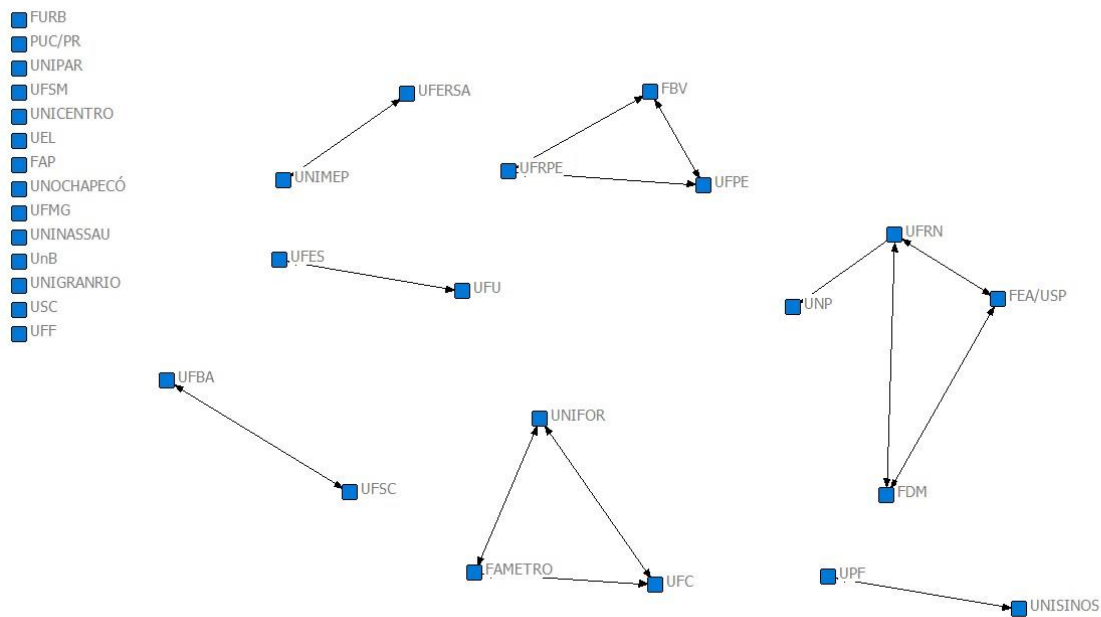 FURB
PUC/PR
UNIPAR
UFSM
UNICENTRO
UEL
FAP
UNOCHAPECÓ
UFMG
UNINASSAU
UnB
UNIGRANRIO
USC
UFF
UFERSA
FBV
UNIMEP
UFRPE
UFPE
UFRN
UFES
UFU
UNP
FEA/USP
UFBA
UNIFOR
UFSC
FDM
FAMETRO
UFC
UPF
UNISINOS